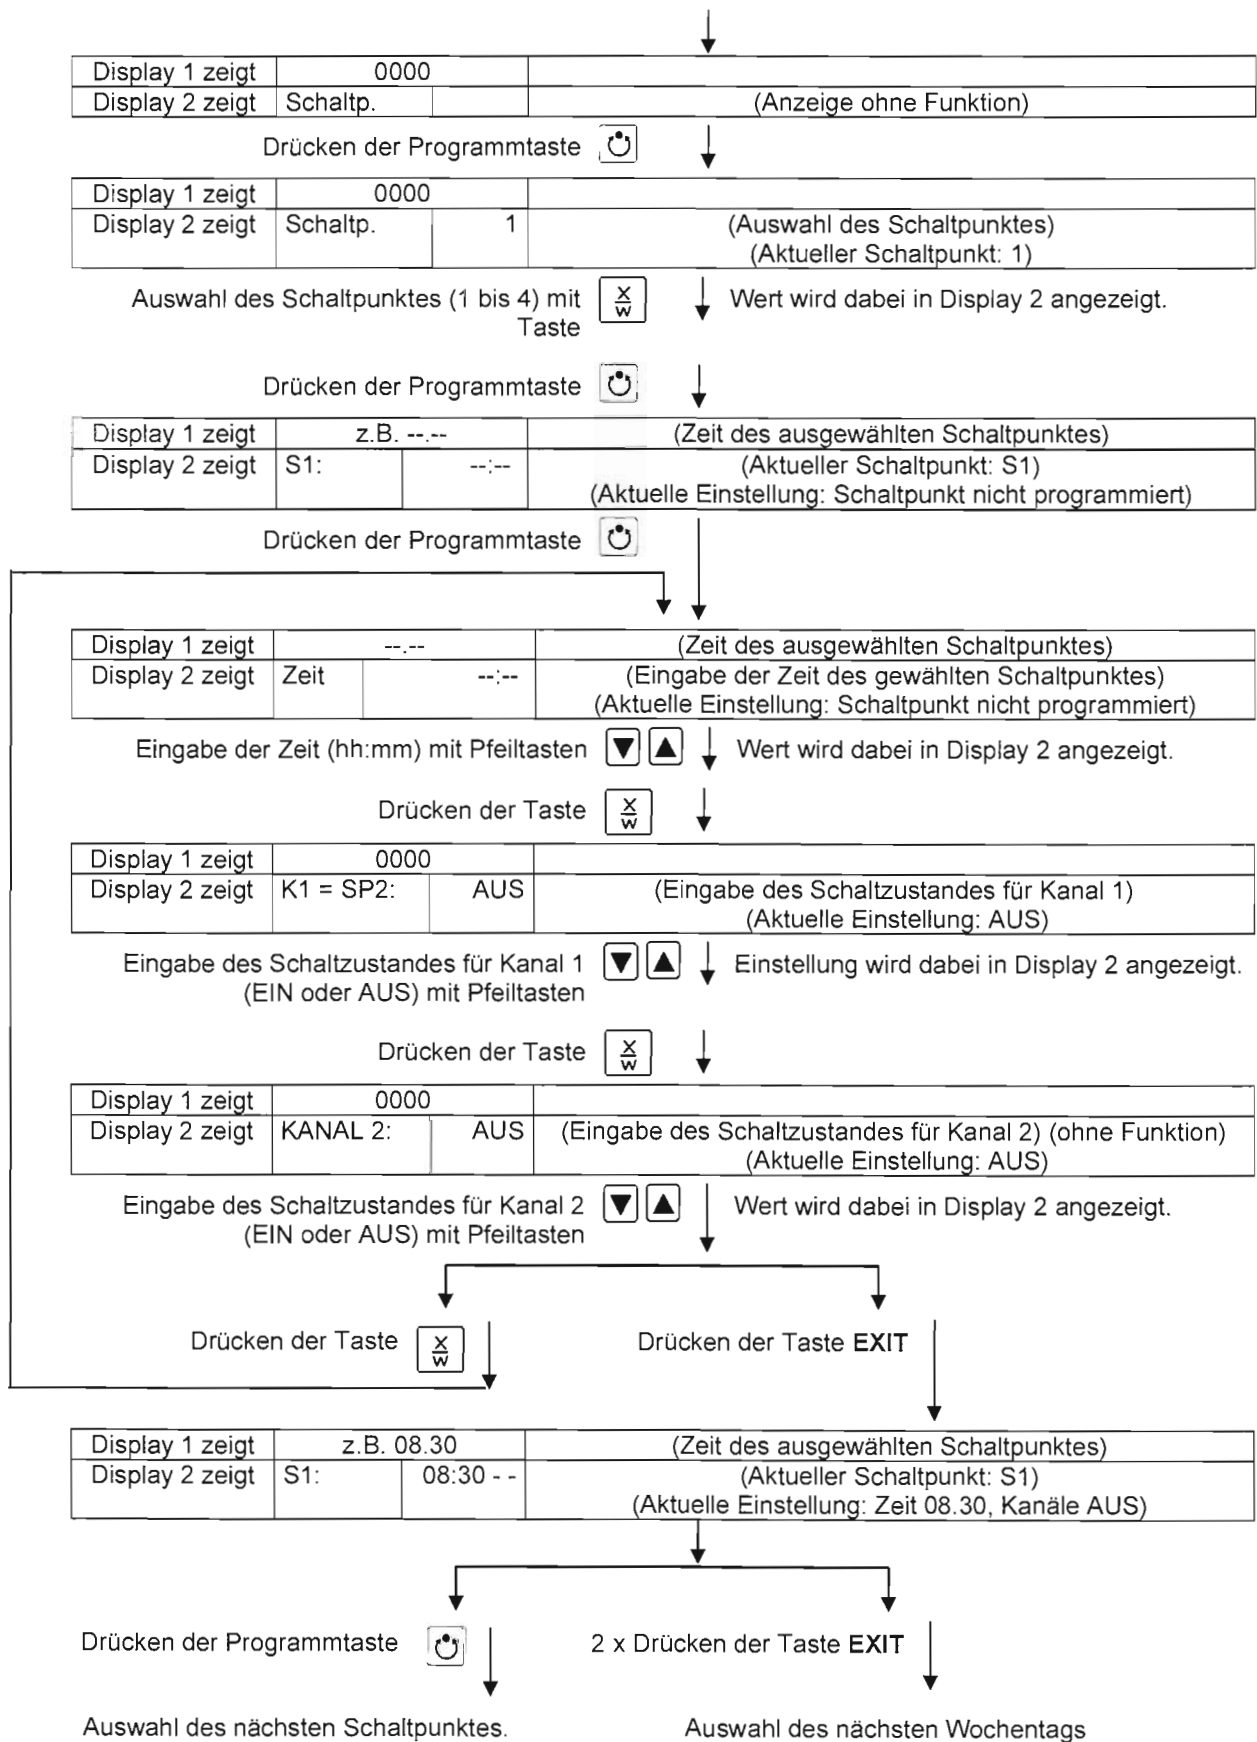 Display 1 zeigt 0000
Display 2 zeigt Schaltp. (Anzeige ohne Funktion)
Drücken der Programmtaste
Display 1 zeigt 0000
Display 2 zeigt Schaltp. 1 (Auswahl des Schaltpunktes)
(Aktueller Schaltpunkt: 1)
Auswahl des Schaltpunktes (1 bis 4) mit X/W Wert wird dabei in Display 2 angezeigt.
Taste
Drücken der Programmtaste
Display 1 zeigt z.B. --.-- (Zeit des ausgewählten Schaltpunktes)
Display 2 zeigt S1: --:-- (Aktueller Schaltpunkt: S1)
(Aktuelle Einstellung: Schaltpunkt nicht programmiert)
Drücken der Programmtaste
Display 1 zeigt --.-- (Zeit des ausgewählten Schaltpunktes)
Display 2 zeigt Zeit --:-- (Eingabe der Zeit des gewählten Schaltpunktes)
(Aktuelle Einstellung: Schaltpunkt nicht programmiert)
Eingabe der Zeit (hh:mm) mit Pfeiltasten Wert wird dabei in Display 2 angezeigt.
Drücken der Taste X/W
Display 1 zeigt 0000
Display 2 zeigt K1 = SP2: AUS (Eingabe des Schaltzustandes für Kanal 1)
(Aktuelle Einstellung: AUS)
Eingabe des Schaltzustandes für Kanal 1 Einstellung wird dabei in Display 2 angezeigt.
(EIN oder AUS) mit Pfeiltasten
Drücken der Taste X/W
Display 1 zeigt 0000
Display 2 zeigt KANAL 2: AUS (Eingabe des Schaltzustandes für Kanal 2) (ohne Funktion)
(Aktuelle Einstellung: AUS)
Eingabe des Schaltzustandes für Kanal 2 Wert wird dabei in Display 2 angezeigt.
(EIN oder AUS) mit Pfeiltasten
Drücken der Taste X/W Drücken der Taste EXIT
Display 1 zeigt z.B. 08.30 (Zeit des ausgewählten Schaltpunktes)
Display 2 zeigt S1: 08:30 - - (Aktueller Schaltpunkt: S1)
(Aktuelle Einstellung: Zeit 08.30, Kanäle AUS)
Drücken der Programmtaste 2 x Drücken der Taste EXIT
Auswahl des nächsten Schaltpunktes. Auswahl des nächsten Wochentags